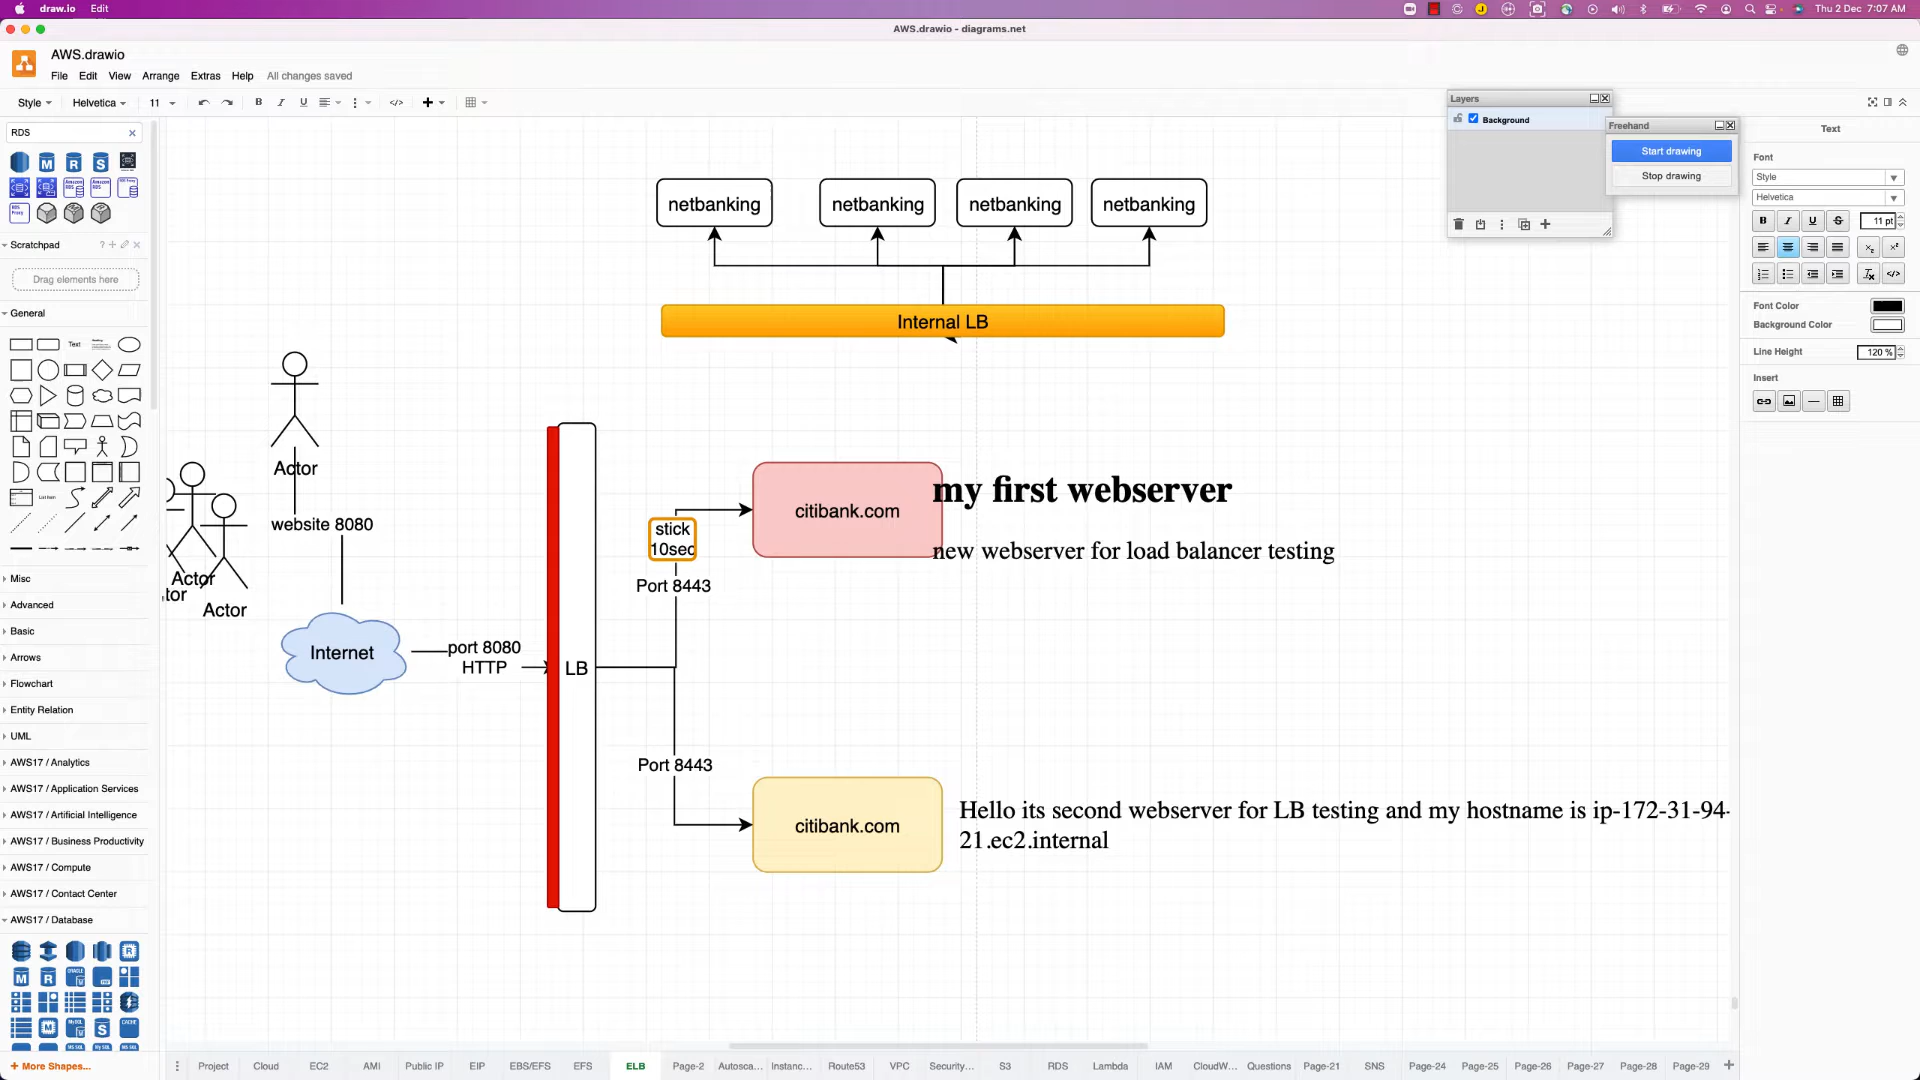 draw.io Edit
Thu 2 Dec 7:07 AM
AWS.drawio - diagrams.net
AWS.drawio
File Edit View Arrange Extras Help All changes saved
Style Helvetica 11
RDS
Scratchpad
Drag elements here
General
Text
Misc
Advanced
Basic
Arrows
Flowchart
Entity Relation
UML
AWS17 / Analytics
AWS17 / Application Services
AWS17 / Artificial Intelligence
AWS17 / Business Productivity
AWS17 / Compute
AWS17 / Contact Center
AWS17 / Database
+ More Shapes...
netbanking netbanking netbanking netbanking
Internal LB
Actor
website 8080
Actor
tor
Actor
Internet
port 8080
HTTP
LB
stick
10sec
Port 8443
citibank.com
my first webserver
new webserver for load balancer testing
Port 8443
citibank.com
Hello its second webserver for LB testing and my hostname is ip-172-31-94-
21.ec2.internal
Layers
Background
Freehand
Start drawing
Stop drawing
Text
Font
Style
Helvetica
B I U S 11 pt
Font Color
Background Color
Line Height 120 %
Insert
Project Cloud EC2 AMI Public IP EIP EBS/EFS EFS ELB Page-2 Autosca... Instanc... Route53 VPC Security... S3 RDS Lambda IAM CloudW... Questions Page-21 SNS Page-24 Page-25 Page-26 Page-27 Page-28 Page-29